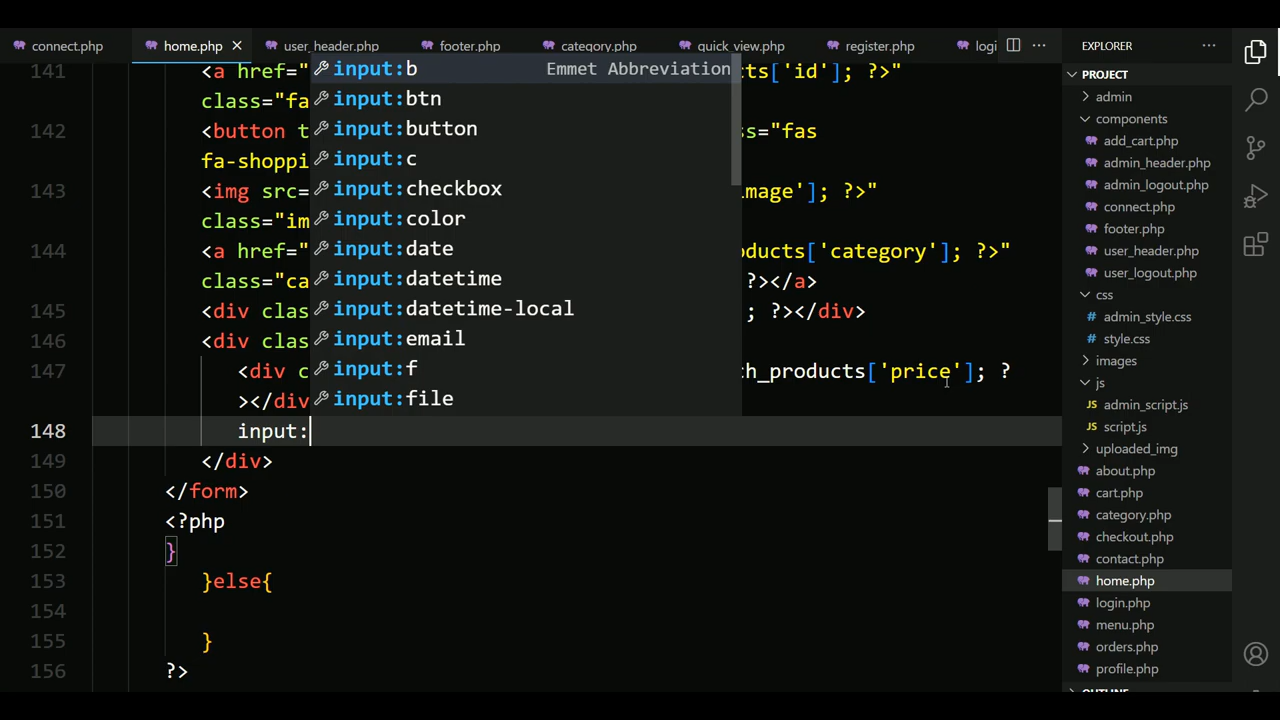 connect.php home.php user_header.php footer.php category.php quick_view.php register.php logi
EXPLORER
PROJECT
admin
components
add_cart.php
admin_header.php
admin_logout.php
connect.php
footer.php
user_header.php
user_logout.php
css
admin_style.css
style.css
images
js
admin_script.js
script.js
uploaded_img
about.php
cart.php
category.php
checkout.php
contact.php
home.php
login.php
menu.php
orders.php
profile.php
OUTLINE
141 <a href=" ts['id']; ?>"
class="fa
142 <button t ss="fas
fa-shoppi
143 <img src= mage']; ?>"
class="im
144 <a href=" ducts['category']; ?>"
class="ca ?></a>
145 <div clas ; ?></div>
146 <div clas
147 <div c ch_products['price']; ?
></div
148 input:
149 </div>
150 </form>
151 <?php
152 }
153 }else{
154
155 }
156 ?>
input:b Emmet Abbreviation
input:btn
input:button
input:c
input:checkbox
input:color
input:date
input:datetime
input:datetime-local
input:email
input:f
input:file